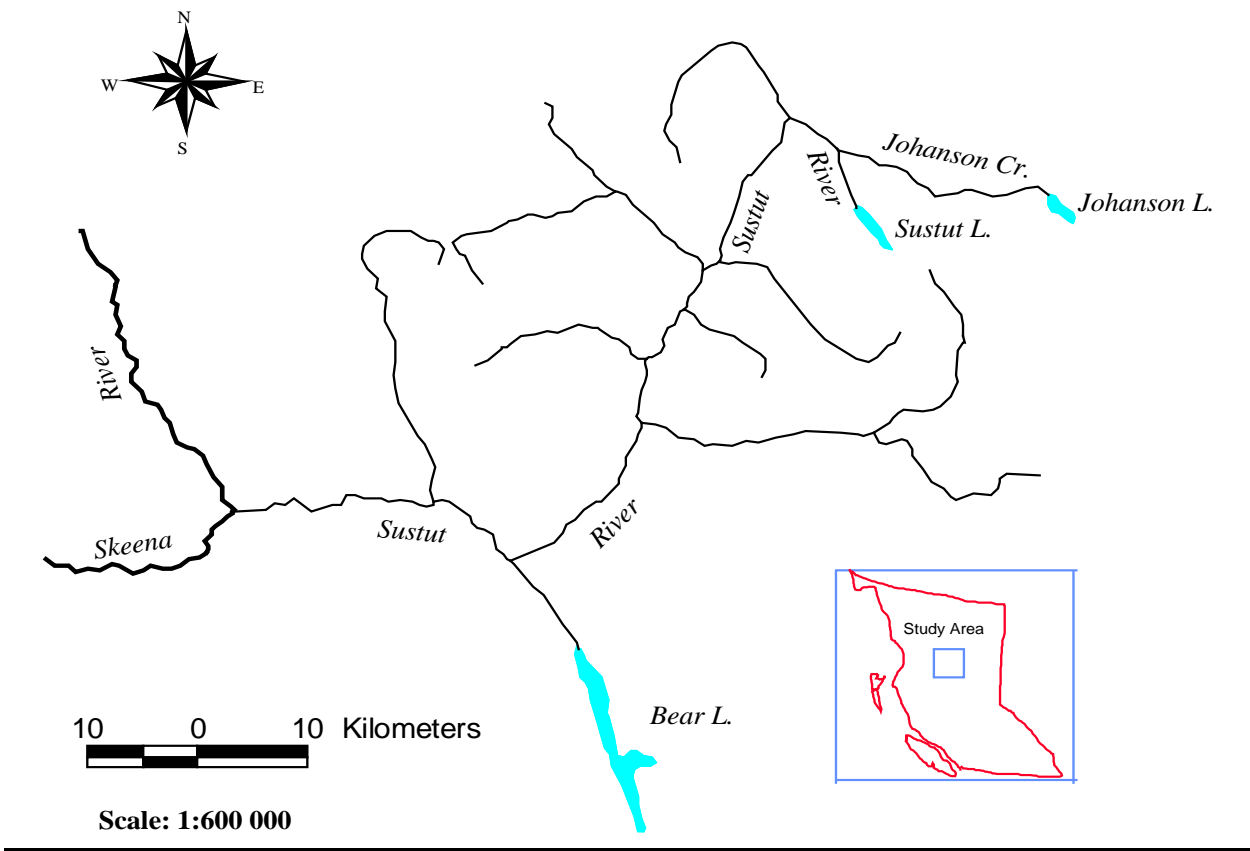 N
W
E
S
Johanson Cr.
River
Johanson L.
Sustut
Sustut L.
River
Skeena
Sustut
River
Study Area
Bear L.
10 0 10 Kilometers
Scale: 1:600 000